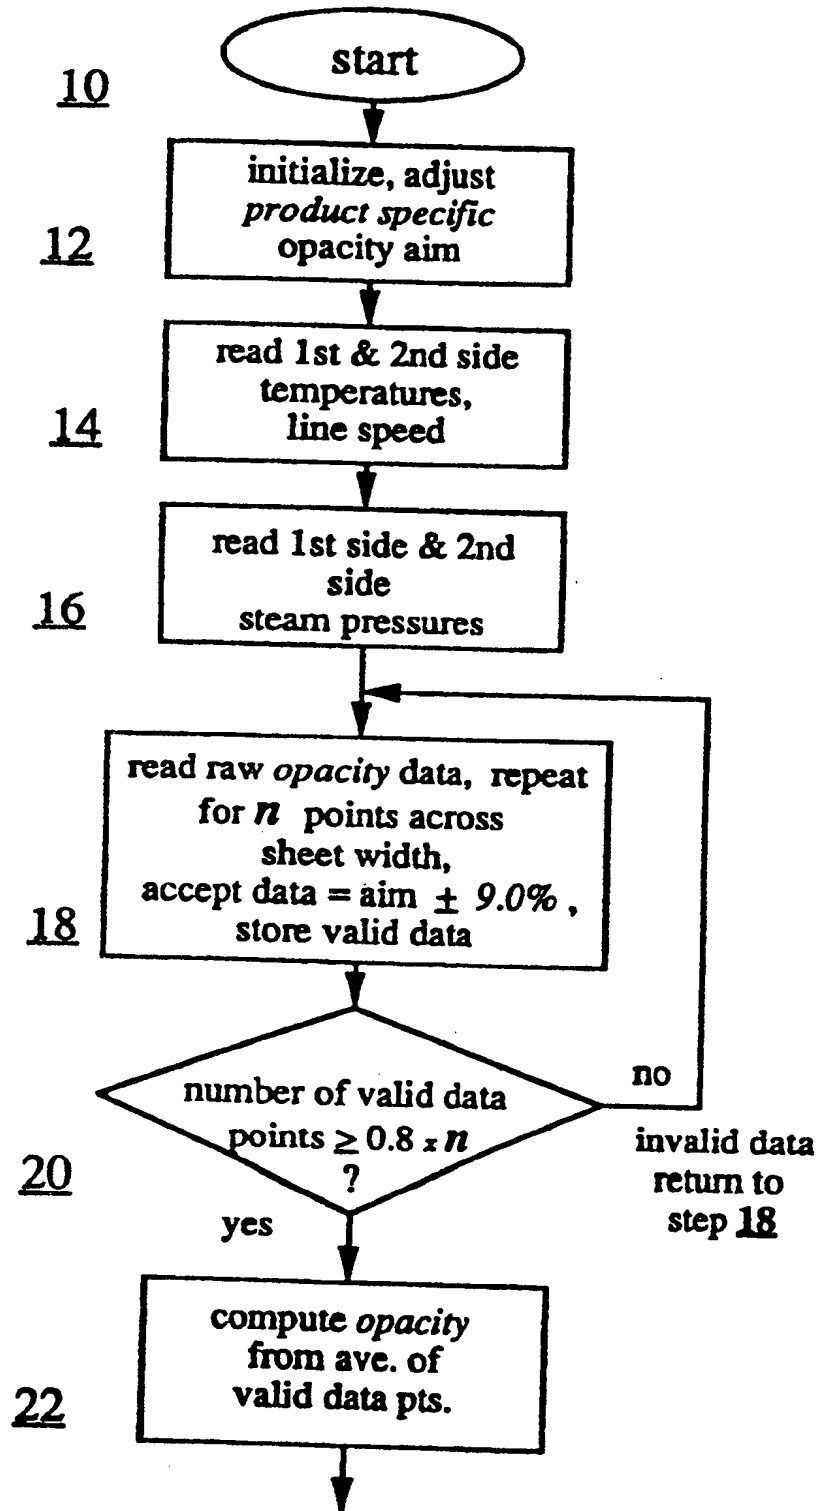 start
10
initialize, adjust
product specific
opacity aim
12
read 1st & 2nd side
temperatures,
line speed
14
read 1st side & 2nd
side
steam pressures
16
read raw opacity data, repeat
for n points across
sheet width,
accept data = aim ± 9.0% ,
store valid data
18
number of valid data
points ≥ 0.8 x n
?
20
no
invalid data
return to
step 18
yes
compute opacity
from ave. of
valid data pts.
22